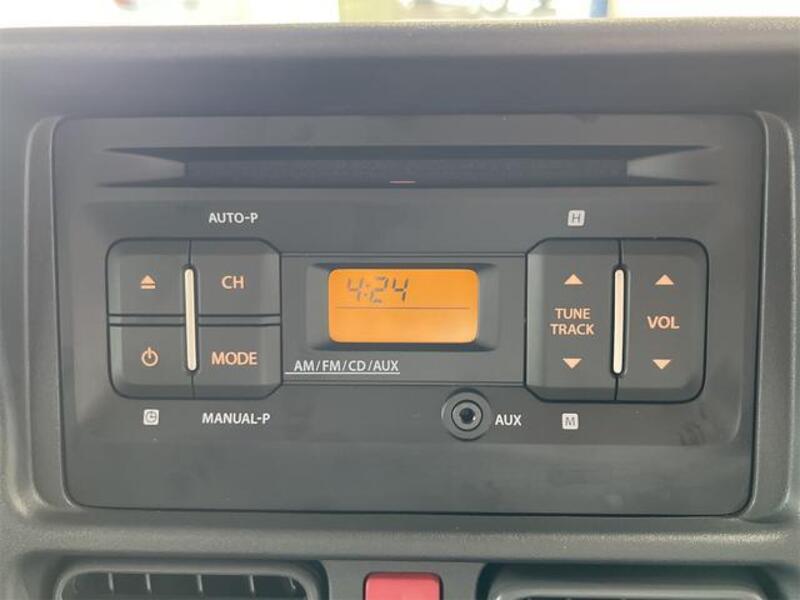 AUTO-P
H
CH
4:24
TUNE
TRACK
VOL
MODE
AM/FM/CD/AUX
MANUAL-P
AUX
M